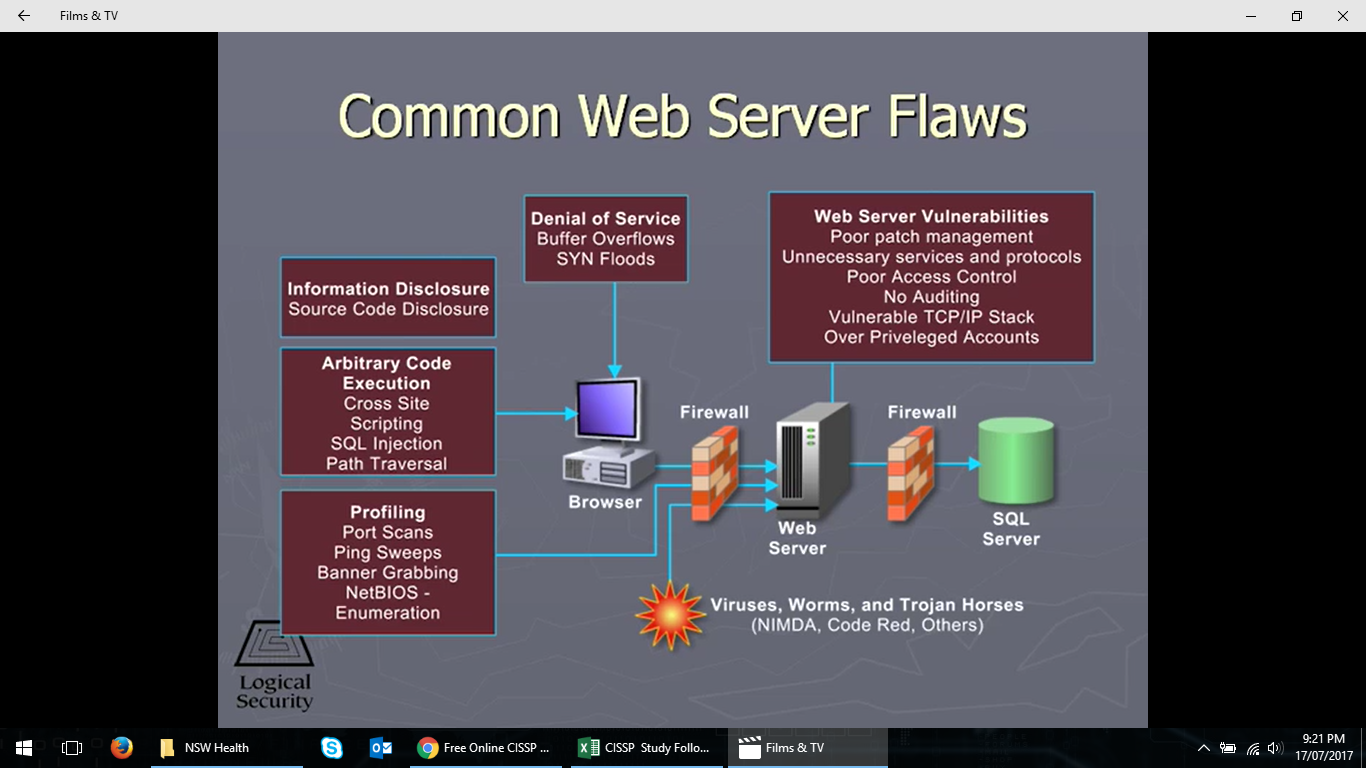 Films & TV
Common Web Server Flaws
Denial of Service
Buffer Overflows
SYN Floods
Web Server Vulnerabilities
Poor patch management
Unnecessary services and protocols
Poor Access Control
No Auditing
Vulnerable TCP/IP Stack
Over Priveleged Accounts
Information Disclosure
Source Code Disclosure
Arbitrary Code
Execution
Cross Site
Scripting
SQL Injection
Path Traversal
Profiling
Port Scans
Ping Sweeps
Banner Grabbing
NetBIOS -
Enumeration
Browser
Firewall
Web
Server
Firewall
SQL
Server
Viruses, Worms, and Trojan Horses
(NIMDA, Code Red, Others)
Logical
Security
NSW Health
Free Online CISSP ...
CISSP Study Follo...
Films & TV
9:21 PM
17/07/2017